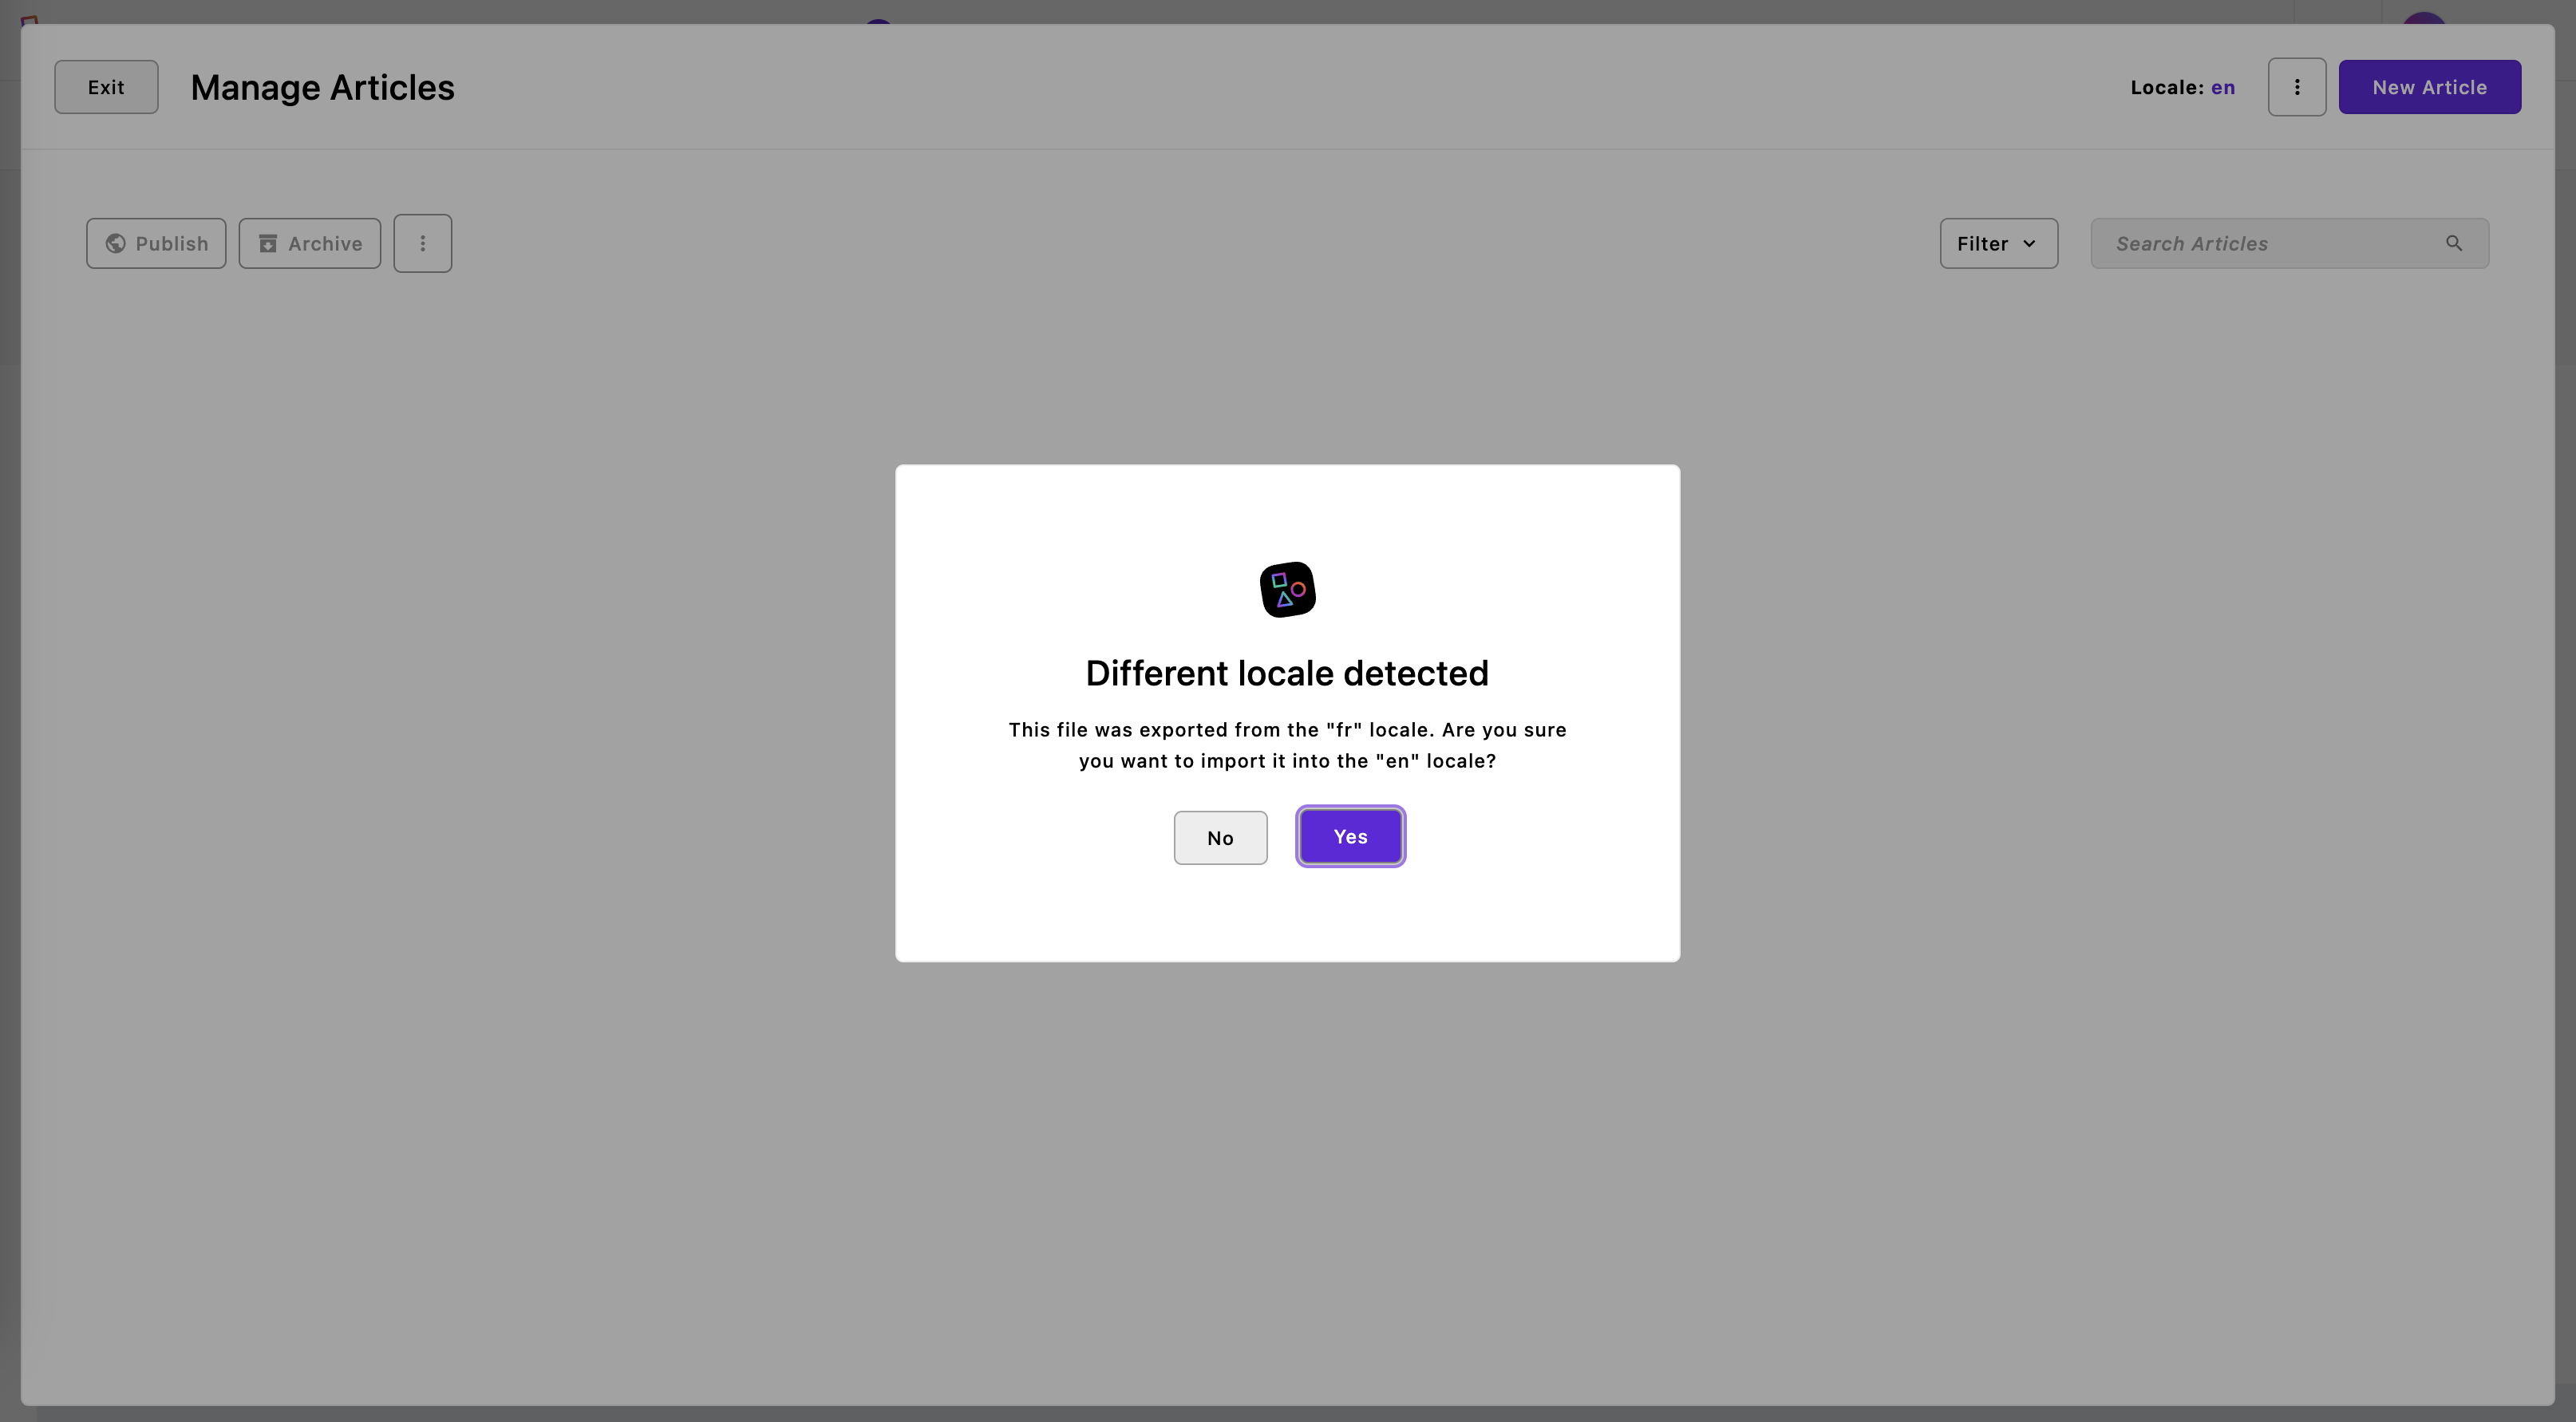 Exit
Manage Articles
Locale: en
New Article
Publish
Archive
Filter
Search Articles
Different locale detected
This file was exported from the "fr" locale. Are you sure
you want to import it into the "en" locale?
No
Yes